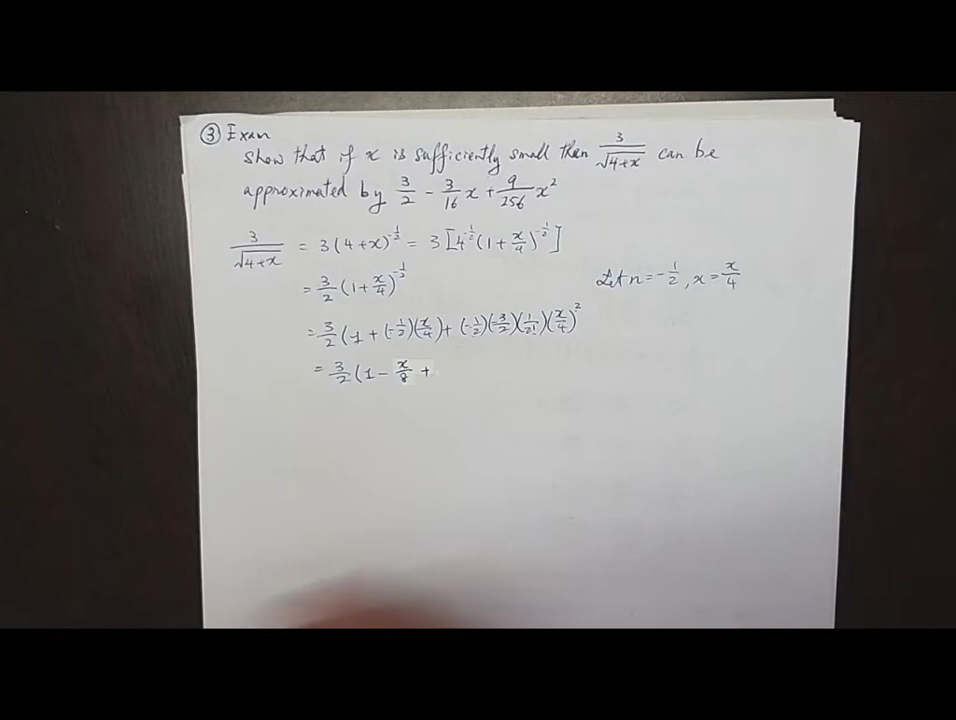 ③ Exam
show that if x is sufficiently small then 3/√(4+x) can be
approximated by 3/2 - 3/16 x + 9/256 x²
3/√(4+x) = 3(4+x)^(-1/2) = 3[4^(-1/2)(1+x/4)^(-1/2)]
= 3/2 (1+x/4)^(-1/2)
Let n = -1/2, x = x/4
= 3/2 (1 + (-1/2)(x/4) + (-1/2)(-3/2)(1/2!)(x/4)²
= 3/2 (1 - x/8 +